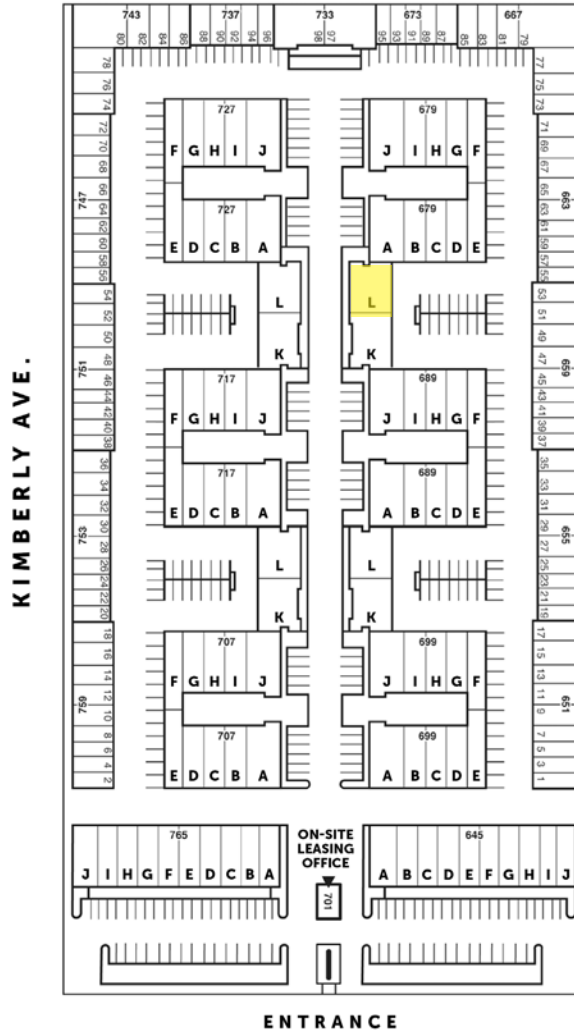 743 737 733 673 667
80 82 84 86 88 90 92 94 96 98 97 95 93 91 89 87 85 83 81 79
78 77
76 75
74 73
727 679
72 71
70 69
F G H I J J I H G F
68 67
66 65
747 663
64 63
727 679
62 61
60 59
E D C B A A B C D E
58 57
56 55
54 53
L L
52 51
50 49
K K
48 47
751 659
46 45
717 689
44 43
42 41
F G H I J J I H G F
40 39
38 37
36 35
717 689
34 33
32 31
E D C B A A B C D E
30 29
753 655
28 27
L L
26 25
24 23
22 21
K K
20 19
18 17
707 699
16 15
14 13
F G H I J J I H G F
12 11
759 651
10 9
707 699
8 7
6 5
E D C B A A B C D E
4 3
2 1
KIMBERLY AVE.
765 645
ON-SITE
LEASING
OFFICE
J I H G F E D C B A A B C D E F G H I J
701
ENTRANCE